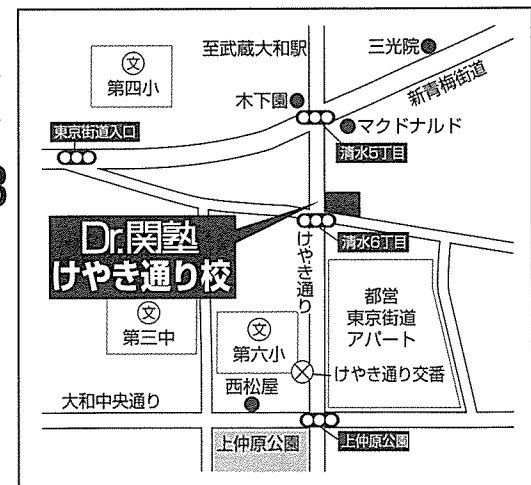 至武蔵大和駅
三光院
文
第四小
木下園
新青梅街道
東京街道入口
マクドナルド
清水5丁目
Dr.関塾
けやき通り校
清水6丁目
けやき通り
文
第三中
文
第六小
都営
東京街道
アパート
西松屋
けやき通り交番
大和中央通り
上仲原公園
上仲原公園